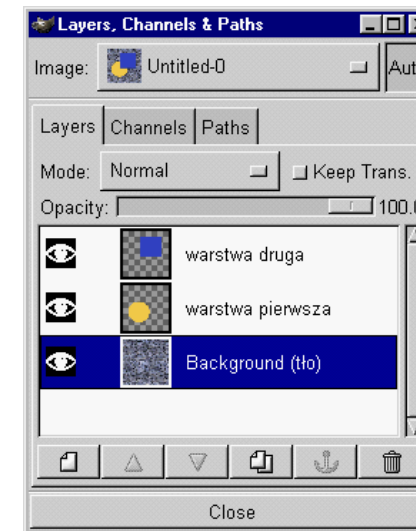 Layers, Channels & Paths
Image: Untitled-0 Aut
Layers Channels Paths
Mode: Normal Keep Trans.
Opacity: 100.0
warstwa druga
warstwa pierwsza
Background (tło)
Close